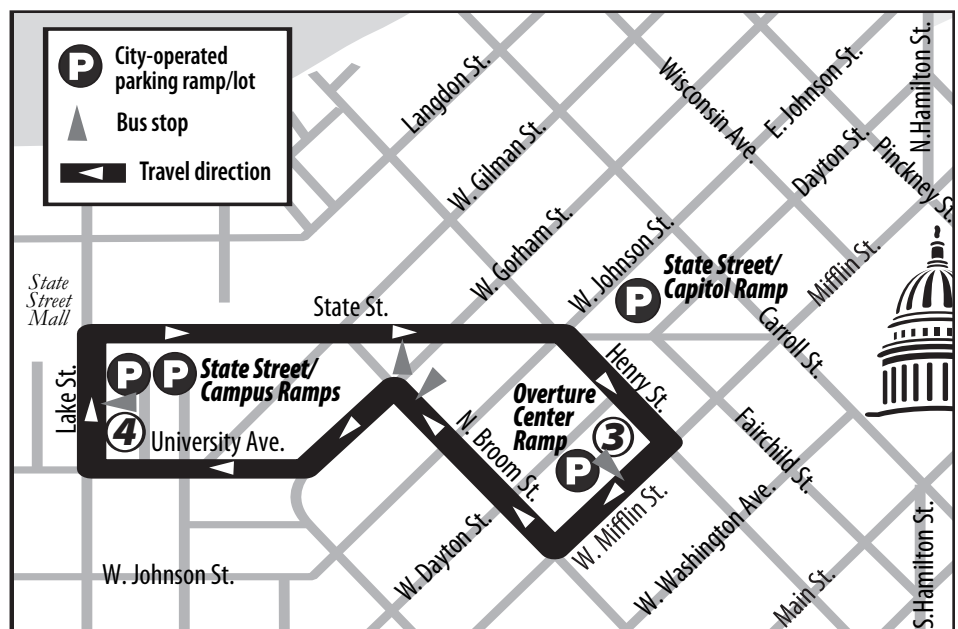 P
City-operated
parking ramp/lot
Bus stop
Travel direction
Langdon St.
Wisconsin Ave.
E. Johnson St.
N.Hamilton St.
W. Gilman St.
Dayton St.
Pinckney St.
W. Gorham St.
W. Johnson St.
Mifflin St.
State
Street
Mall
State St.
State Street/
Capitol Ramp
P
Carroll St.
Lake St.
P P
State Street/
Campus Ramps
Henry St.
Overture
Center
Ramp
3
P
4
University Ave.
N. Broom St.
Fairchild St.
W. Mifflin St.
W. Dayton St.
W. Washington Ave.
W. Johnson St.
Main St.
S.Hamilton St.